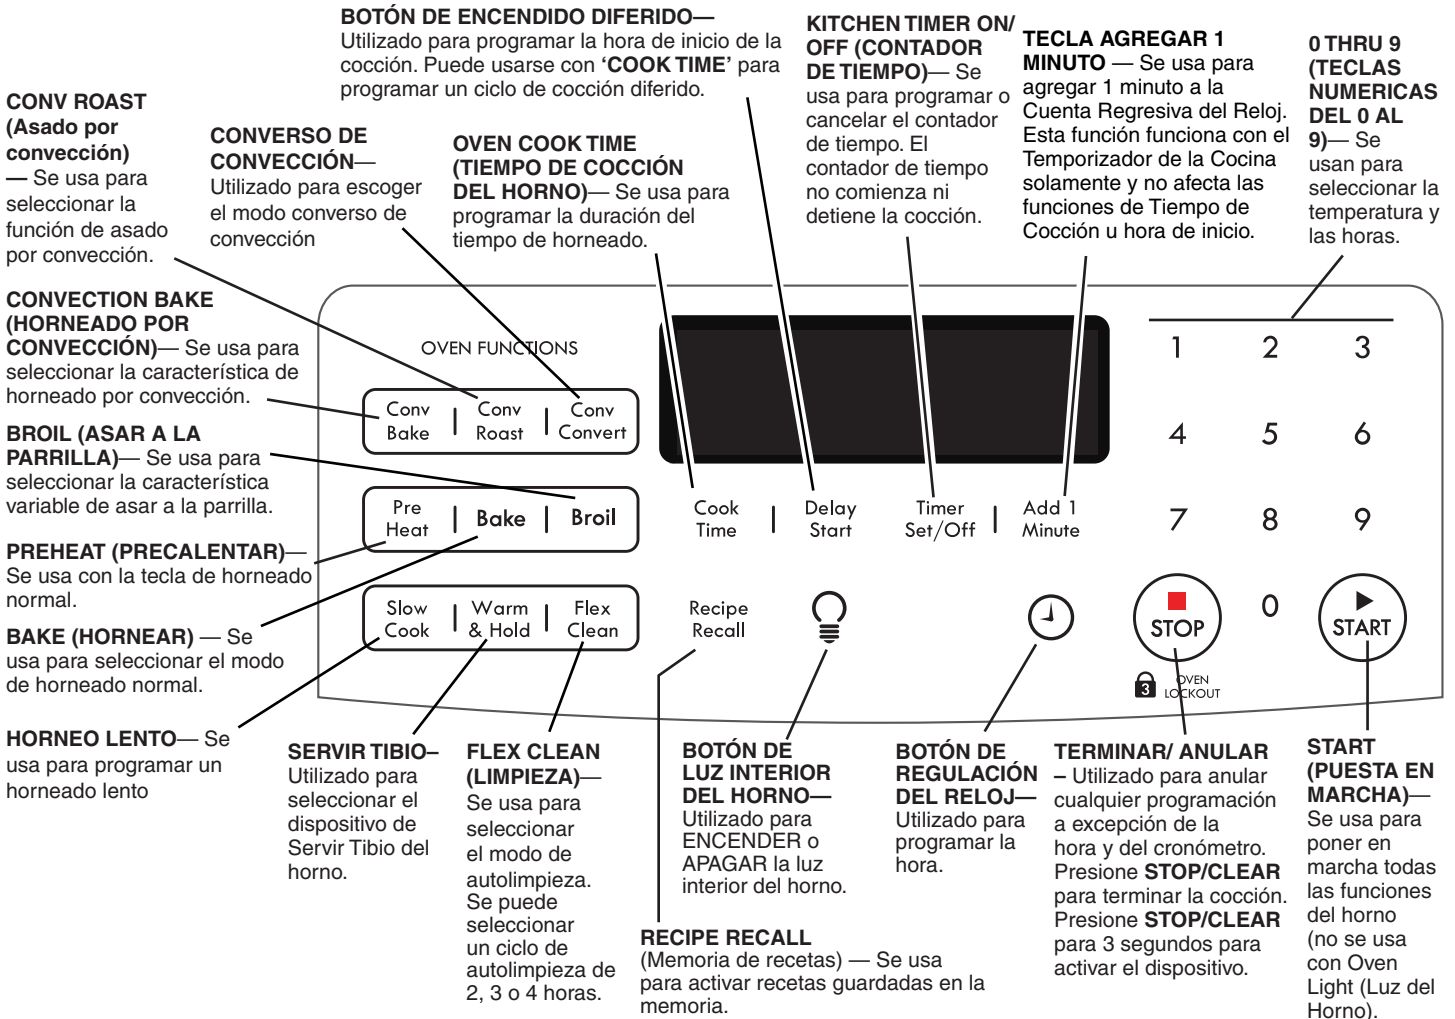 BOTÓN DE ENCENDIDO DIFERIDO—
Utilizado para programar la hora de inicio de la
cocción. Puede usarse con ‘COOK TIME’ para
programar un ciclo de cocción diferido.
KITCHEN TIMER ON/
OFF (CONTADOR
DE TIEMPO)— Se
usa para programar o
cancelar el contador
de tiempo. El
contador de tiempo
no comienza ni
detiene la cocción.
TECLA AGREGAR 1
MINUTO — Se usa para
agregar 1 minuto a la
Cuenta Regresiva del Reloj.
Esta función funciona con el
Temporizador de la Cocina
solamente y no afecta las
funciones de Tiempo de
Cocción u hora de inicio.
0 THRU 9
(TECLAS
NUMERICAS
DEL 0 AL
9)— Se
usan para
seleccionar la
temperatura y
las horas.
CONV ROAST
(Asado por
convección)
— Se usa para
seleccionar la
función de asado
por convección.
CONVERSO DE
CONVECCIÓN—
Utilizado para escoger
el modo converso de
convección
OVEN COOK TIME
(TIEMPO DE COCCIÓN
DEL HORNO)— Se usa para
programar la duración del
tiempo de horneado.
CONVECTION BAKE
(HORNEADO POR
CONVECCIÓN)— Se usa para
seleccionar la característica de
horneado por convección.
BROIL (ASAR A LA
PARRILLA)— Se usa para
seleccionar la característica
variable de asar a la parrilla.
PREHEAT (PRECALENTAR)—
Se usa con la tecla de horneado
normal.
BAKE (HORNEAR) — Se
usa para seleccionar el modo
de horneado normal.
HORNEO LENTO— Se
usa para programar un
horneado lento
OVEN FUNCTIONS
Conv
Bake
Conv
Roast
Conv
Convert
Pre
Heat
Bake
Broil
Slow
Cook
Warm
& Hold
Flex
Clean
Cook
Time
Delay
Start
Timer
Set/Off
Add 1
Minute
Recipe
Recall
1 2 3
4 5 6
7 8 9
STOP
0
START
3
OVEN
LOCKOUT
SERVIR TIBIO–
Utilizado para
seleccionar el
dispositivo de
Servir Tibio del
horno.
FLEX CLEAN
(LIMPIEZA)—
Se usa para
seleccionar
el modo de
autolimpieza.
Se puede
seleccionar
un ciclo de
autolimpieza de
2, 3 o 4 horas.
RECIPE RECALL
(Memoria de recetas) — Se usa
para activar recetas guardadas en la
memoria.
BOTÓN DE
LUZ INTERIOR
DEL HORNO—
Utilizado para
ENCENDER o
APAGAR la luz
interior del horno.
BOTÓN DE
REGULACIÓN
DEL RELOJ—
Utilizado para
programar la
hora.
TERMINAR/ ANULAR
– Utilizado para anular
cualquier programación
a excepción de la
hora y del cronómetro.
Presione STOP/CLEAR
para terminar la cocción.
Presione STOP/CLEAR
para 3 segundos para
activar el dispositivo.
START
(PUESTA EN
MARCHA)—
Se usa para
poner en
marcha todas
las funciones
del horno
(no se usa
con Oven
Light (Luz del
Horno).